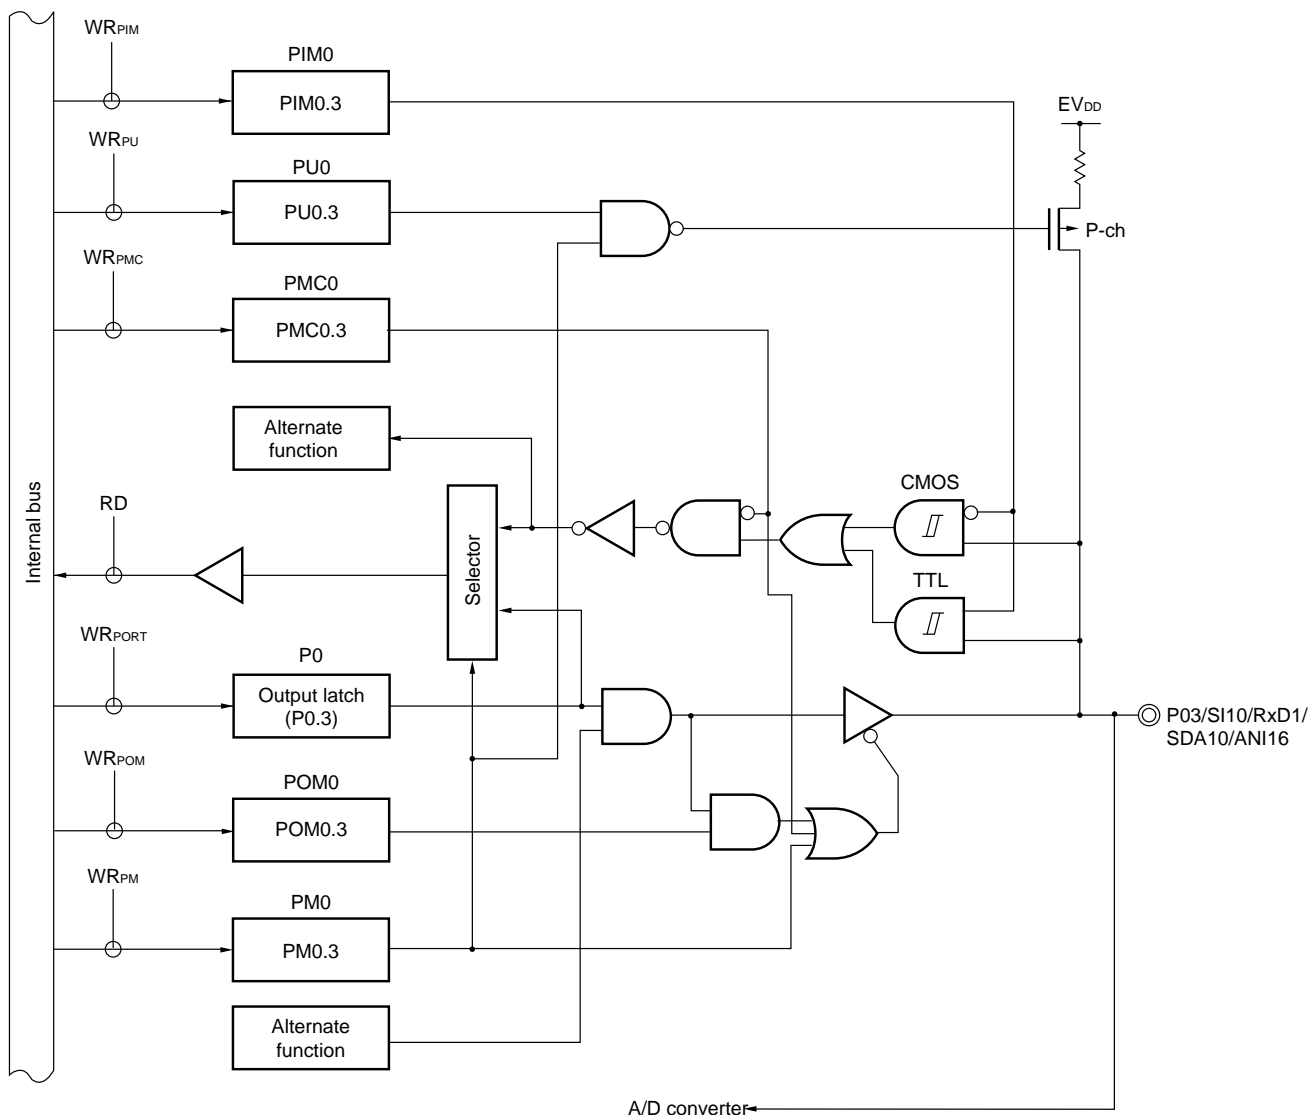 WRPIM
PIM0
PIM0.3
EVDD
WRPU
PU0
PU0.3
P-ch
WRPMC
PMC0
PMC0.3
Alternate
function
CMOS
RD
Internal bus
Selector
TTL
WRPORT
P0
Output latch
(P0.3)
P03/SI10/RxD1/
SDA10/ANI16
WRPOM
POM0
POM0.3
WRPM
PM0
PM0.3
Alternate
function
A/D converter